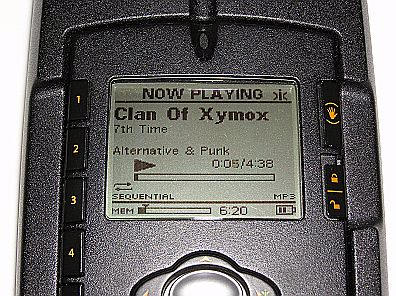 NOW PLAYING
Clan Of Xymox
7th Time
Alternative & Punk
0:05/4:38
SEQUENTIAL MP3
MEM 6:20
1
2
3
4